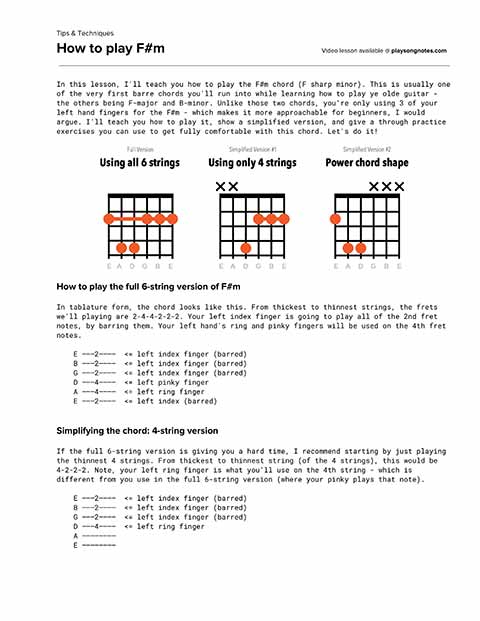 Tips & Techniques
How to play F#m
Video lesson available @ playsongnotes.com
In this lesson, I'll teach you how to play the F#m chord (F sharp minor). This is usually one
of the very first barre chords you'll run into while learning how to play ye olde guitar -
the others being F-major and B-minor. Unlike those two chords, you're only using 3 of your
left hand fingers for the F#m - which makes it more approachable for beginners, I would
argue. I'll teach you how to play it, show a simplified version, and give a through practice
exercises you can use to get fully comfortable with this chord. Let's do it!
Full Version
Using all 6 strings
Simplified Version #1
Using only 4 strings
Simplified Version #2
Power chord shape
E A D G B E
E A D G B E
E A D G B E
How to play the full 6-string version of F#m
In tablature form, the chord looks like this. From thickest to thinnest strings, the frets
we'll playing are 2-4-4-2-2-2. Your left index finger is going to play all of the 2nd fret
notes, by barring them. Your left hand's ring and pinky fingers will be used on the 4th fret
notes.
E ---2---- <= left index finger (barred)
B ---2---- <= left index finger (barred)
G ---2---- <= left index finger (barred)
D ---4---- <= left pinky finger
A ---4---- <= left ring finger
E ---2---- <= left index (barred)
Simplifying the chord: 4-string version
If the full 6-string version is giving you a hard time, I recommend starting by just playing
the thinnest 4 strings. From thickest to thinnest string (of the 4 strings), this would be
4-2-2-2. Note, your left ring finger is what you'll use on the 4th string - which is
different from you use in the full 6-string version (where your pinky plays that note).
E ---2---- <= left index finger (barred)
B ---2---- <= left index finger (barred)
G ---2---- <= left index finger (barred)
D ---4---- <= left ring finger
A --------
E --------